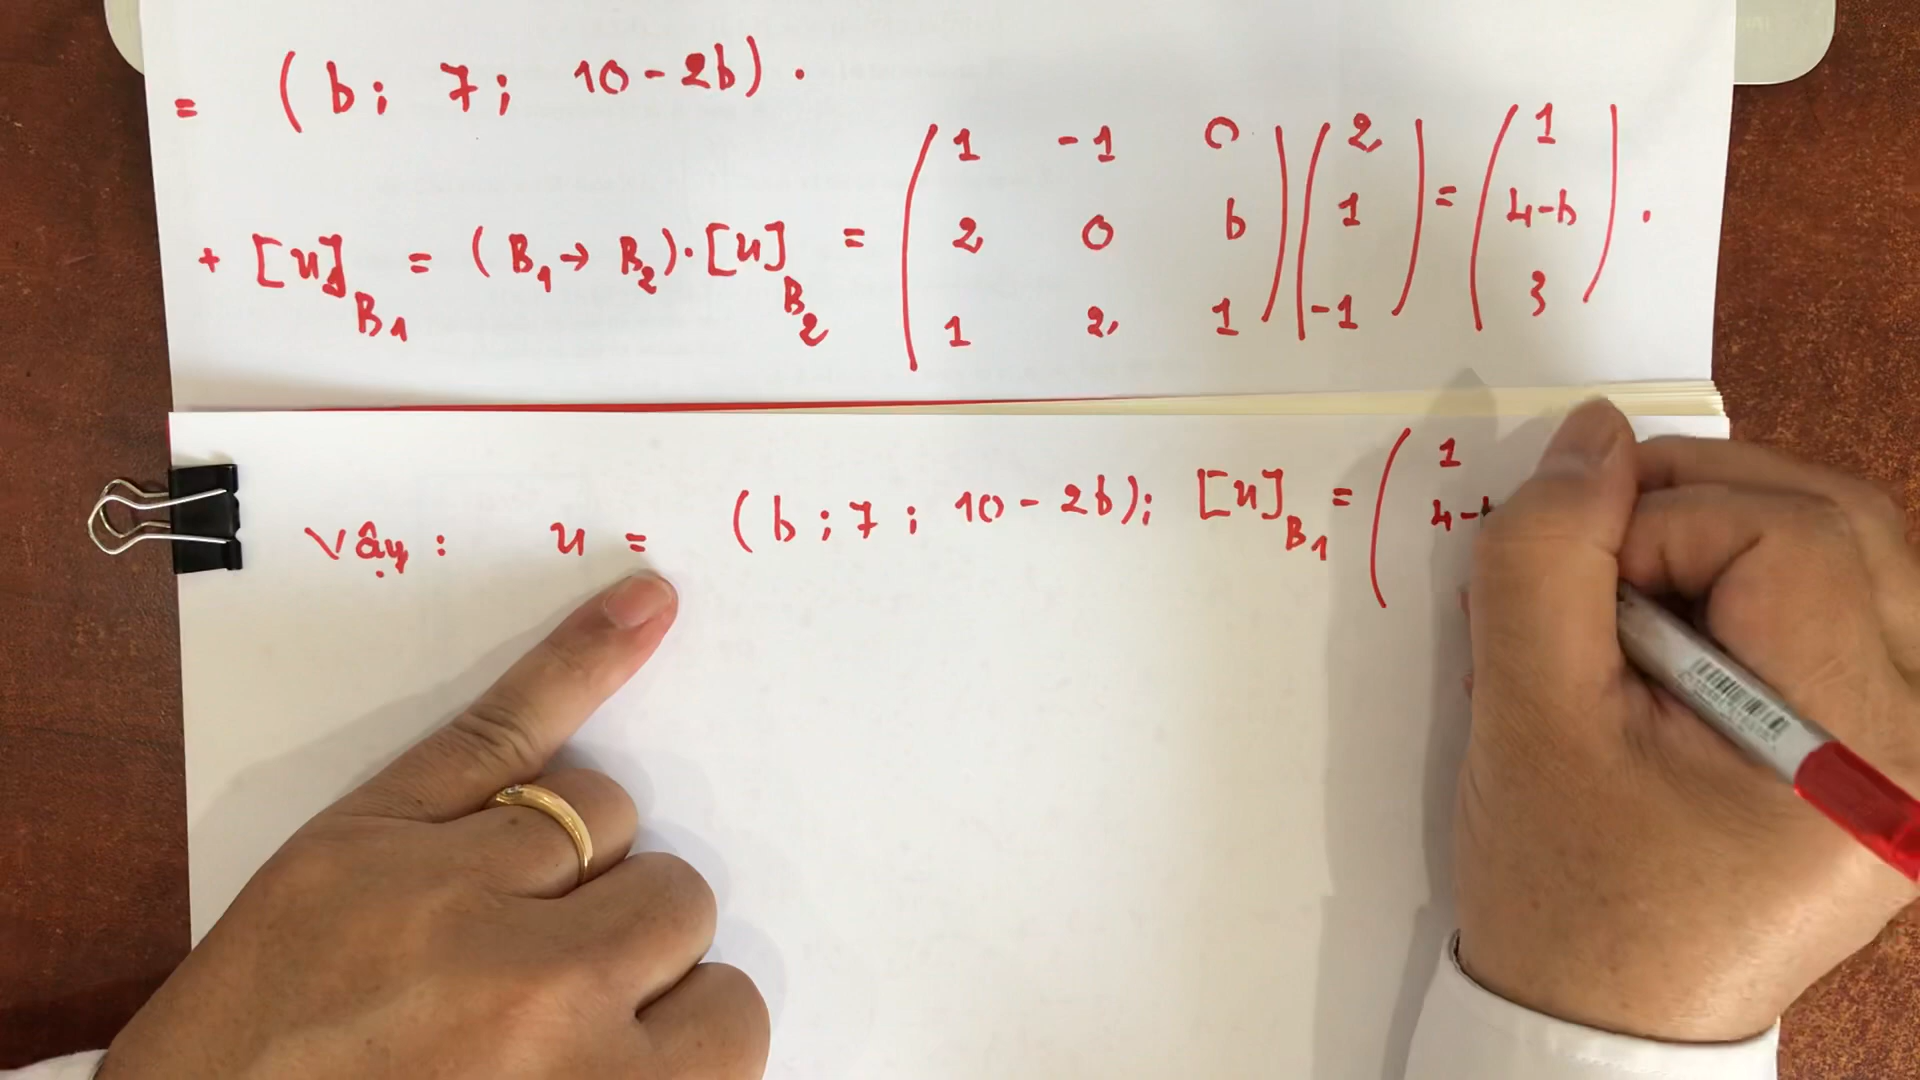 = (b; 7; 10-2b).
+ [u]B₁ = (B₁→B₂).[u]B₂ = (1 -1 0 2 0 b 1 2 1)(2 1 -1) = (1 4-b 3).
Vậy: u = (b; 7; 10-2b); [u]B₁ = (1 4-